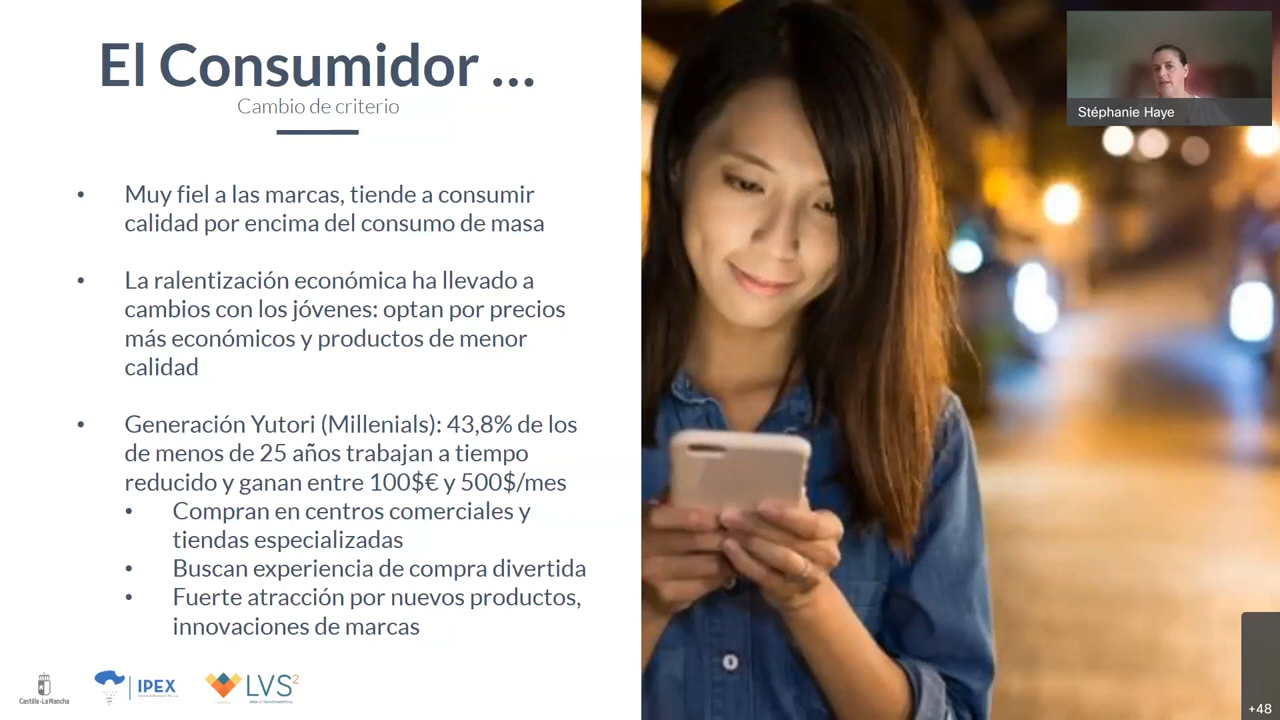 El Consumidor ...
Cambio de criterio
• Muy fiel a las marcas, tiende a consumir
calidad por encima del consumo de masa
• La ralentización económica ha llevado a
cambios con los jóvenes: optan por precios
más económicos y productos de menor
calidad
• Generación Yutori (Millenials): 43,8% de los
de menos de 25 años trabajan a tiempo
reducido y ganan entre 100$€ y 500$/mes
• Compran en centros comerciales y
tiendas especializadas
• Buscan experiencia de compra divertida
• Fuerte atracción por nuevos productos,
innovaciones de marcas
Castilla-La Mancha
IPEX
LVS2
Stéphanie Haye
+48